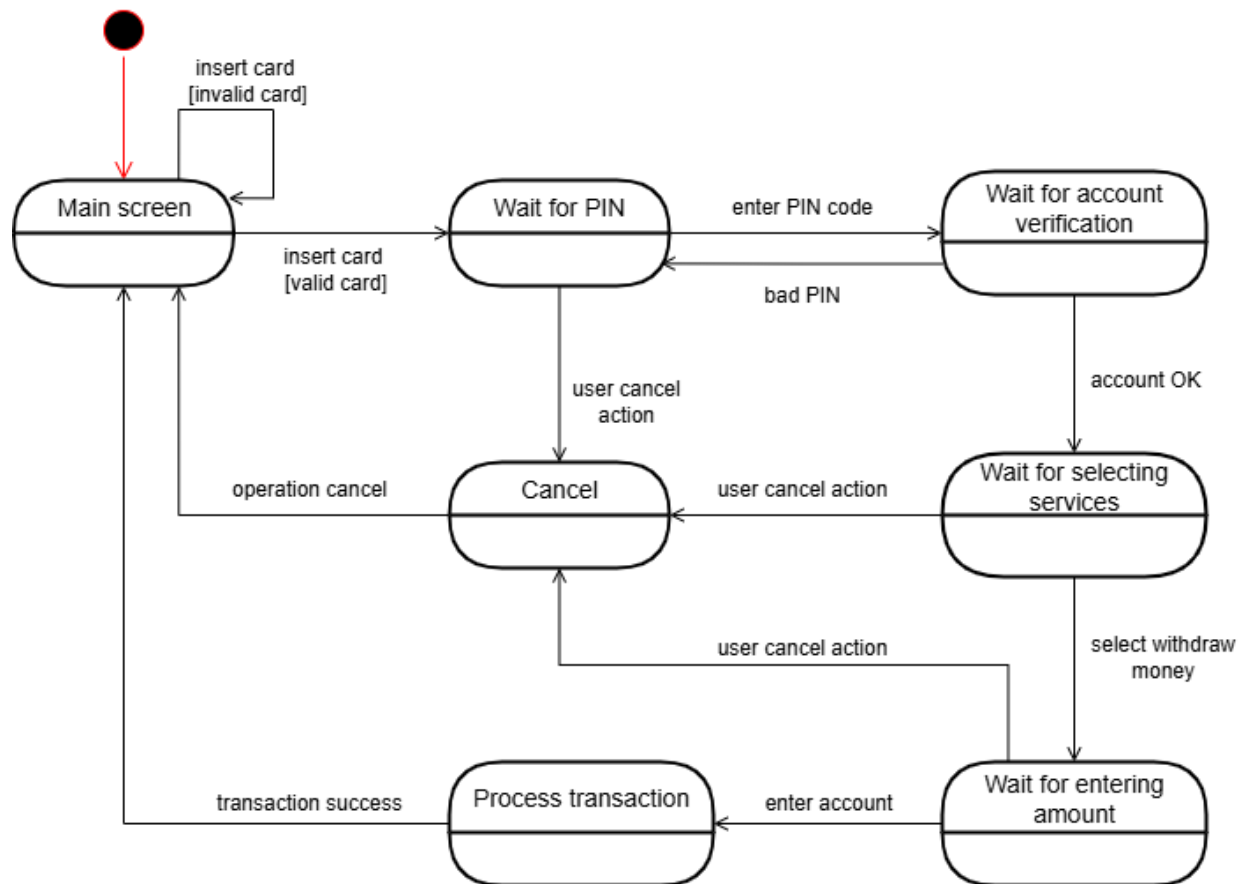 insert card
[invalid card]
Main screen
insert card
[valid card]
Wait for PIN
enter PIN code
Wait for account
verification
bad PIN
user cancel
action
account OK
operation cancel
Cancel
user cancel action
Wait for selecting
services
user cancel action
select withdraw
money
transaction success
Process transaction
enter account
Wait for entering
amount